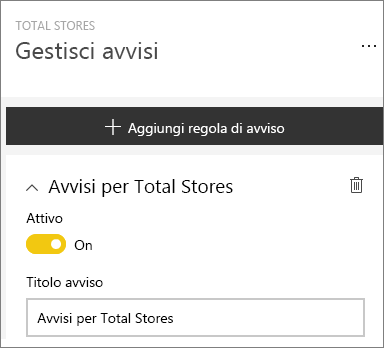 TOTAL STORES
Gestisci avvisi
Aggiungi regola di avviso
Avvisi per Total Stores
Attivo
On
Titolo avviso
Avvisi per Total Stores